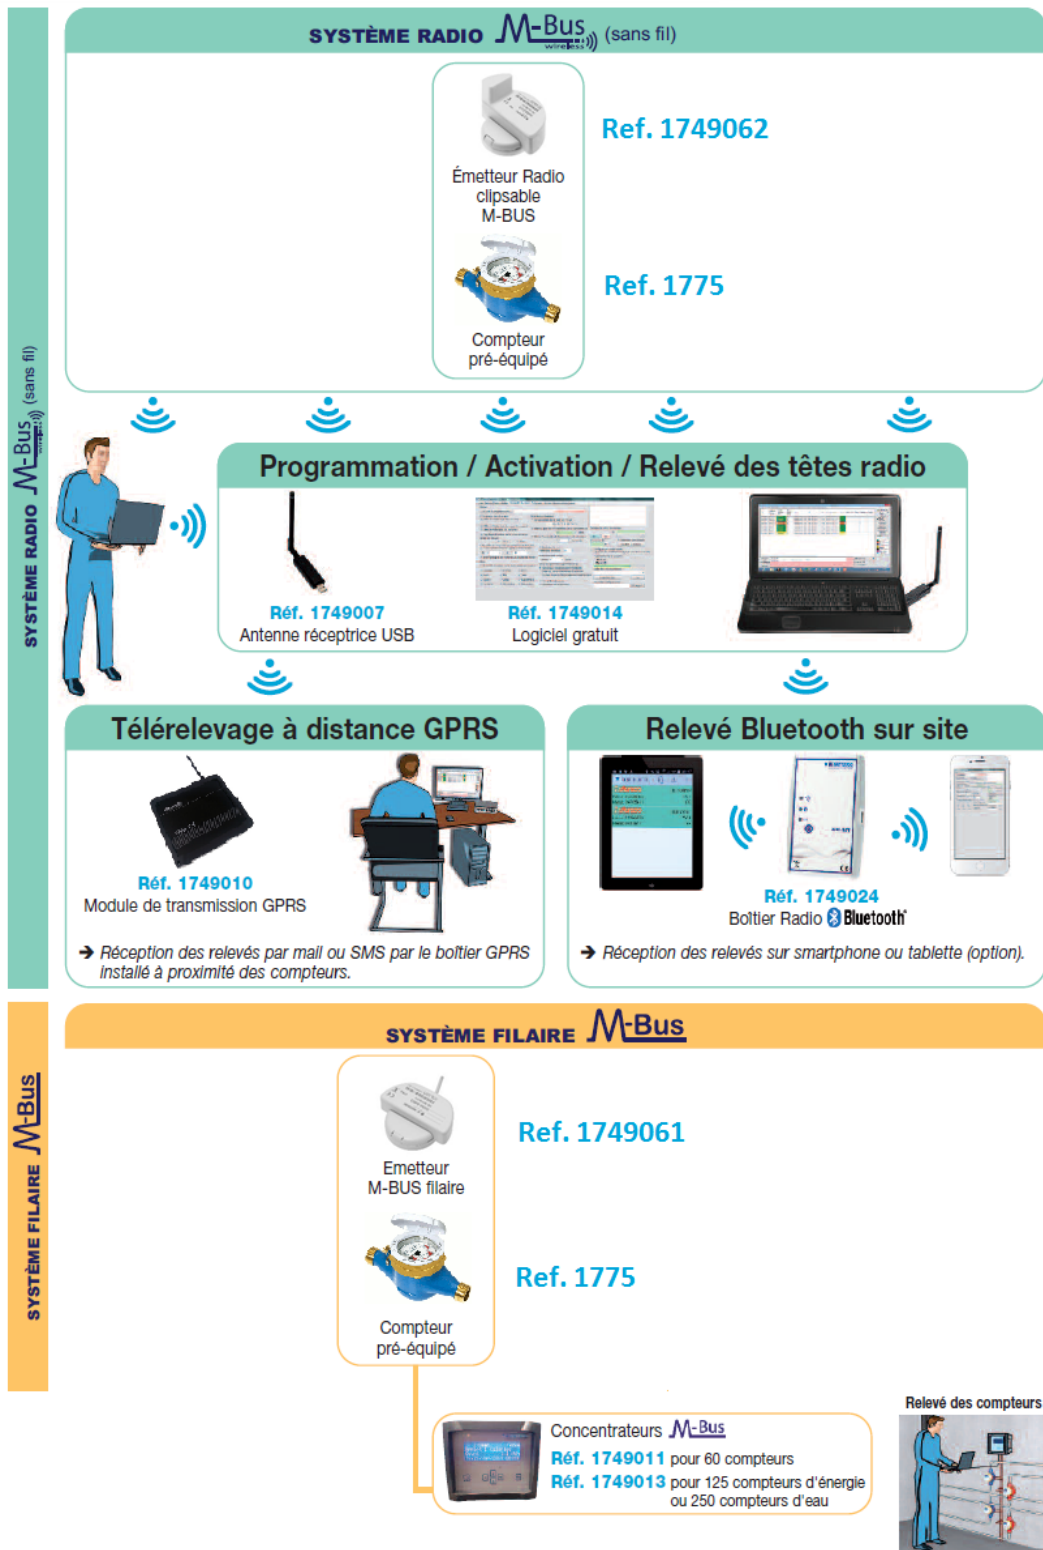 SYSTÈME RADIO M-Bus wireless (sans fil)
Ref. 1749062
Émetteur Radio
clipsable
M-BUS
Ref. 1775
Compteur
pré-équipé
SYSTÈME RADIO M-Bus wireless (sans fil)
Programmation / Activation / Relevé des têtes radio
Réf. 1749007
Antenne réceptrice USB
Réf. 1749014
Logiciel gratuit
Télérelevage à distance GPRS
Réf. 1749010
Module de transmission GPRS
➔ Réception des relevés par mail ou SMS par le boîtier GPRS
installé à proximité des compteurs.
Relevé Bluetooth sur site
Réf. 1749024
Boîtier Radio Bluetooth
➔ Réception des relevés sur smartphone ou tablette (option).
SYSTÈME FILAIRE M-Bus
SYSTÈME FILAIRE M-Bus
Ref. 1749061
Emetteur
M-BUS filaire
Ref. 1775
Compteur
pré-équipé
Concentrateurs M-Bus
Réf. 1749011 pour 60 compteurs
Réf. 1749013 pour 125 compteurs d'énergie
ou 250 compteurs d'eau
Relevé des compteurs